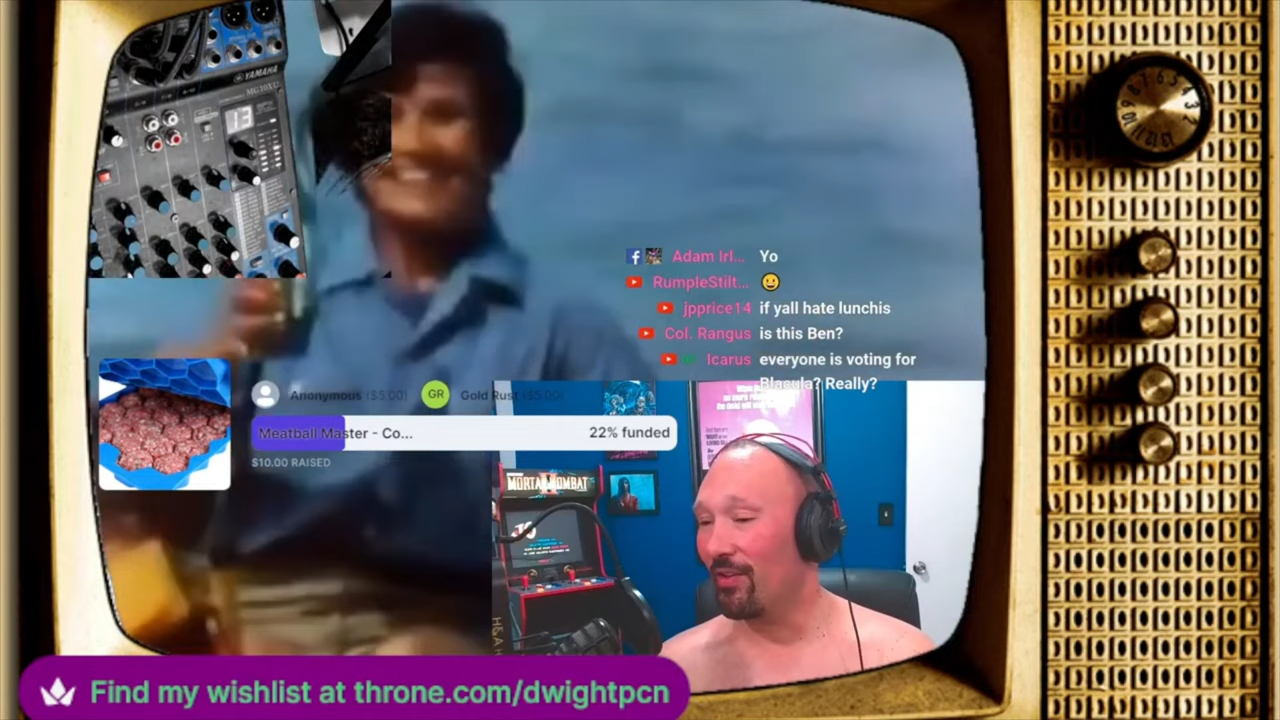 YAMAHA
MG10XU
13
Adam Irl... Yo
RumpleStilt... 😀
jpprice14 if yall hate lunchis
Col. Rangus is this Ben?
Icarus everyone is voting for
Blacula? Really?
Anonymous ($5.00) GR Gold Rust ($5.00)
Meatball Master - Co... 22% funded
$10.00 RAISED
MORTAL KOMBAT
H&A
Find my wishlist at throne.com/dwightpcn